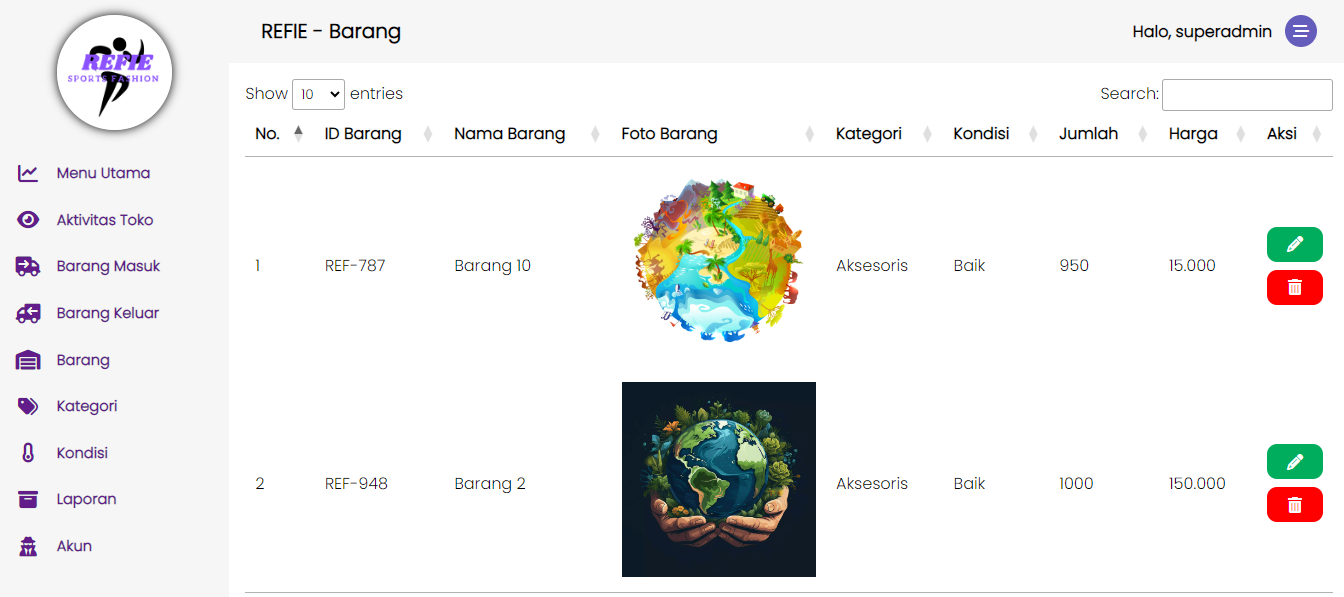 REFIE
SPORTS FASHION
REFIE - Barang
Halo, superadmin
Menu Utama
Aktivitas Toko
Barang Masuk
Barang Keluar
Barang
Kategori
Kondisi
Laporan
Akun
Show 10 entries
Search:
No. ID Barang Nama Barang Foto Barang Kategori Kondisi Jumlah Harga Aksi
1 REF-787 Barang 10 Aksesoris Baik 950 15.000
2 REF-948 Barang 2 Aksesoris Baik 1000 150.000